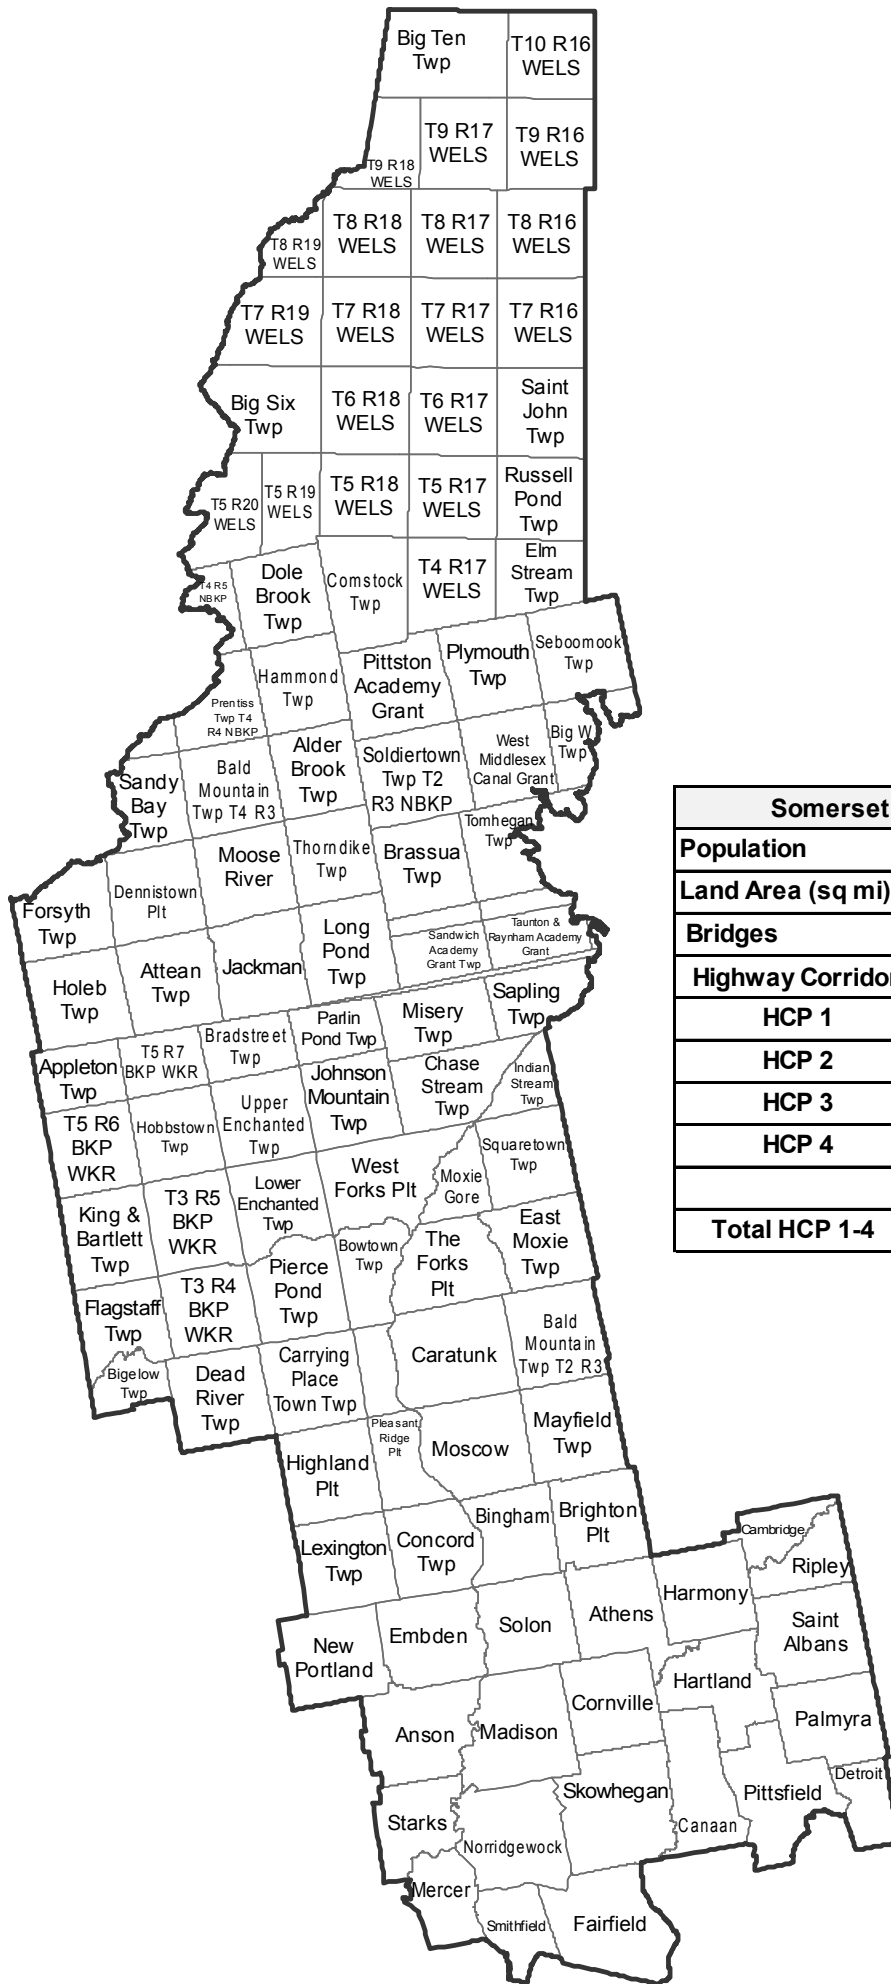 Big Ten
Twp
T10 R16
WELS
T9 R18
WELS
T9 R17
WELS
T9 R16
WELS
T8 R19
WELS
T8 R18
WELS
T8 R17
WELS
T8 R16
WELS
T7 R19
WELS
T7 R18
WELS
T7 R17
WELS
T7 R16
WELS
Big Six
Twp
T6 R18
WELS
T6 R17
WELS
Saint
John
Twp
T5 R20
WELS
T5 R19
WELS
T5 R18
WELS
T5 R17
WELS
Russell
Pond
Twp
T4 R5
NBKP
Dole
Brook
Twp
Comstock
Twp
T4 R17
WELS
Elm
Stream
Twp
Prentiss
Twp T4
R4 NBKP
Hammond
Twp
Pittston
Academy
Grant
Plymouth
Twp
Seboomook
Twp
Sandy
Bay
Twp
Bald
Mountain
Twp T4 R3
Alder
Brook
Twp
Soldiertown
Twp T2
R3 NBKP
West
Middlesex
Canal Grant
Big W
Twp
Forsyth
Twp
Dennistown
Plt
Moose
River
Thorndike
Twp
Brassua
Twp
Tomhegan
Twp
Holeb
Twp
Attean
Twp
Jackman
Long
Pond
Twp
Sandwich
Academy
Grant Twp
Taunton &
Raynham Academy
Grant
Appleton
Twp
T5 R7
BKP WKR
Bradstreet
Twp
Parlin
Pond Twp
Misery
Twp
Sapling
Twp
T5 R6
BKP
WKR
Hobbstown
Twp
Upper
Enchanted
Twp
Johnson
Mountain
Twp
Chase
Stream
Twp
Indian
Stream
Twp
King &
Bartlett
Twp
T3 R5
BKP
WKR
Lower
Enchanted
Twp
West
Forks Plt
Moxie
Gore
Squaretown
Twp
Flagstaff
Twp
T3 R4
BKP
WKR
Pierce
Pond
Twp
Bowtown
Twp
The
Forks
Plt
East
Moxie
Twp
Bigelow
Twp
Dead
River
Twp
Carrying
Place
Town Twp
Caratunk
Bald
Mountain
Twp T2 R3
Highland
Plt
Pleasant
Ridge
Plt
Moscow
Mayfield
Twp
Lexington
Twp
Concord
Twp
Bingham
Brighton
Plt
Cambridge
Ripley
New
Portland
Embden
Solon
Athens
Harmony
Saint
Albans
Anson
Madison
Cornville
Hartland
Palmyra
Starks
Norridgewock
Skowhegan
Canaan
Pittsfield
Detroit
Mercer
Smithfield
Fairfield
Somerset
Population
Land Area (sq mi)
Bridges
Highway Corridor
HCP 1
HCP 2
HCP 3
HCP 4
Total HCP 1-4